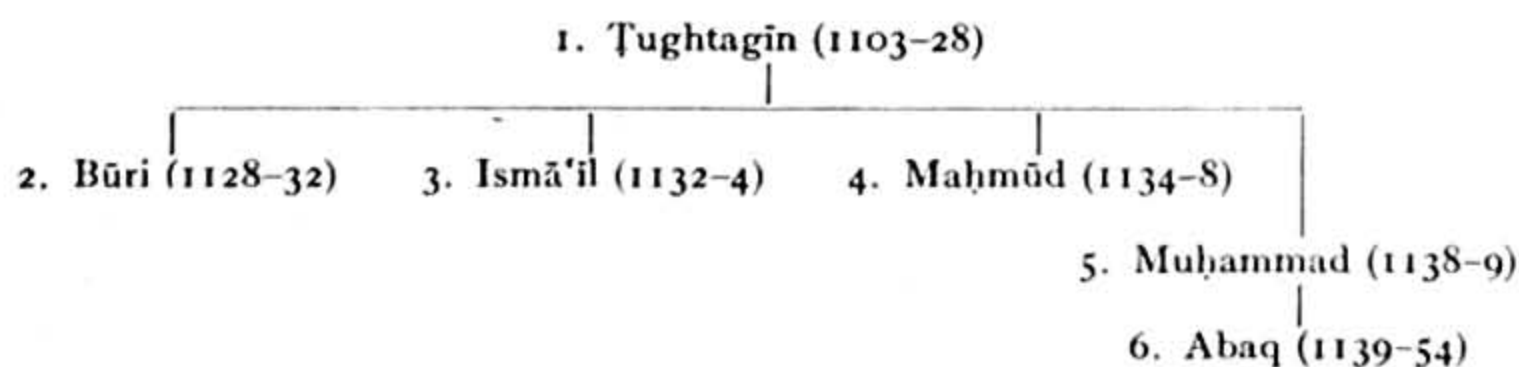 1. Ṭughtagīn (1103–28)
2. Būri (1128–32) 3. Ismā‘īl (1132–4) 4. Maḥmūd (1134–8)
5. Muḥammad (1138–9)
6. Abaq (1139–54)